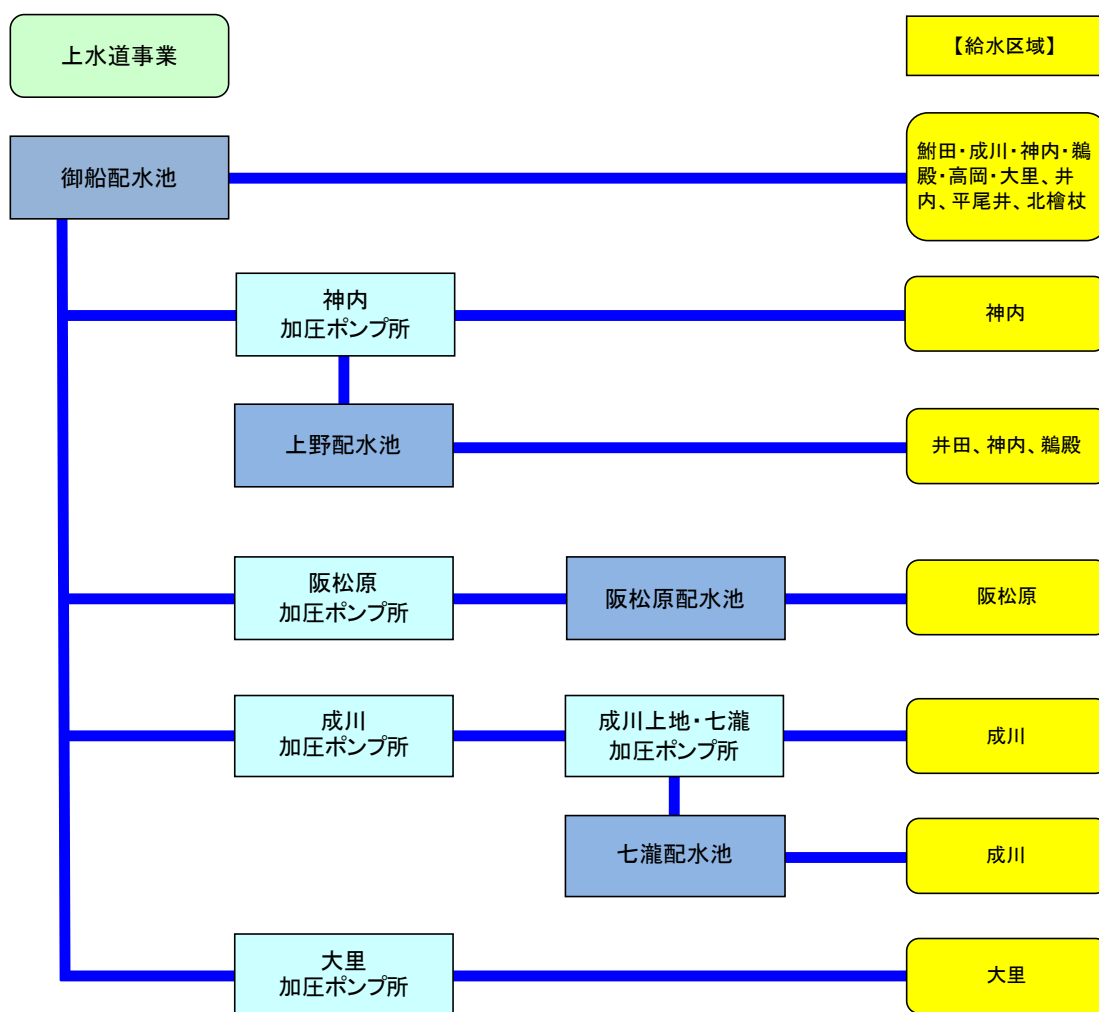 上水道事業
【給水区域】
御船配水池
鮒田・成川・神内・鵜
殿・高岡・大里、井
内、平尾井、北檜杖
神内
加圧ポンプ所
神内
上野配水池
井田、神内、鵜殿
阪松原
加圧ポンプ所
阪松原配水池
阪松原
成川
加圧ポンプ所
成川上地・七瀧
加圧ポンプ所
成川
七瀧配水池
成川
大里
加圧ポンプ所
大里